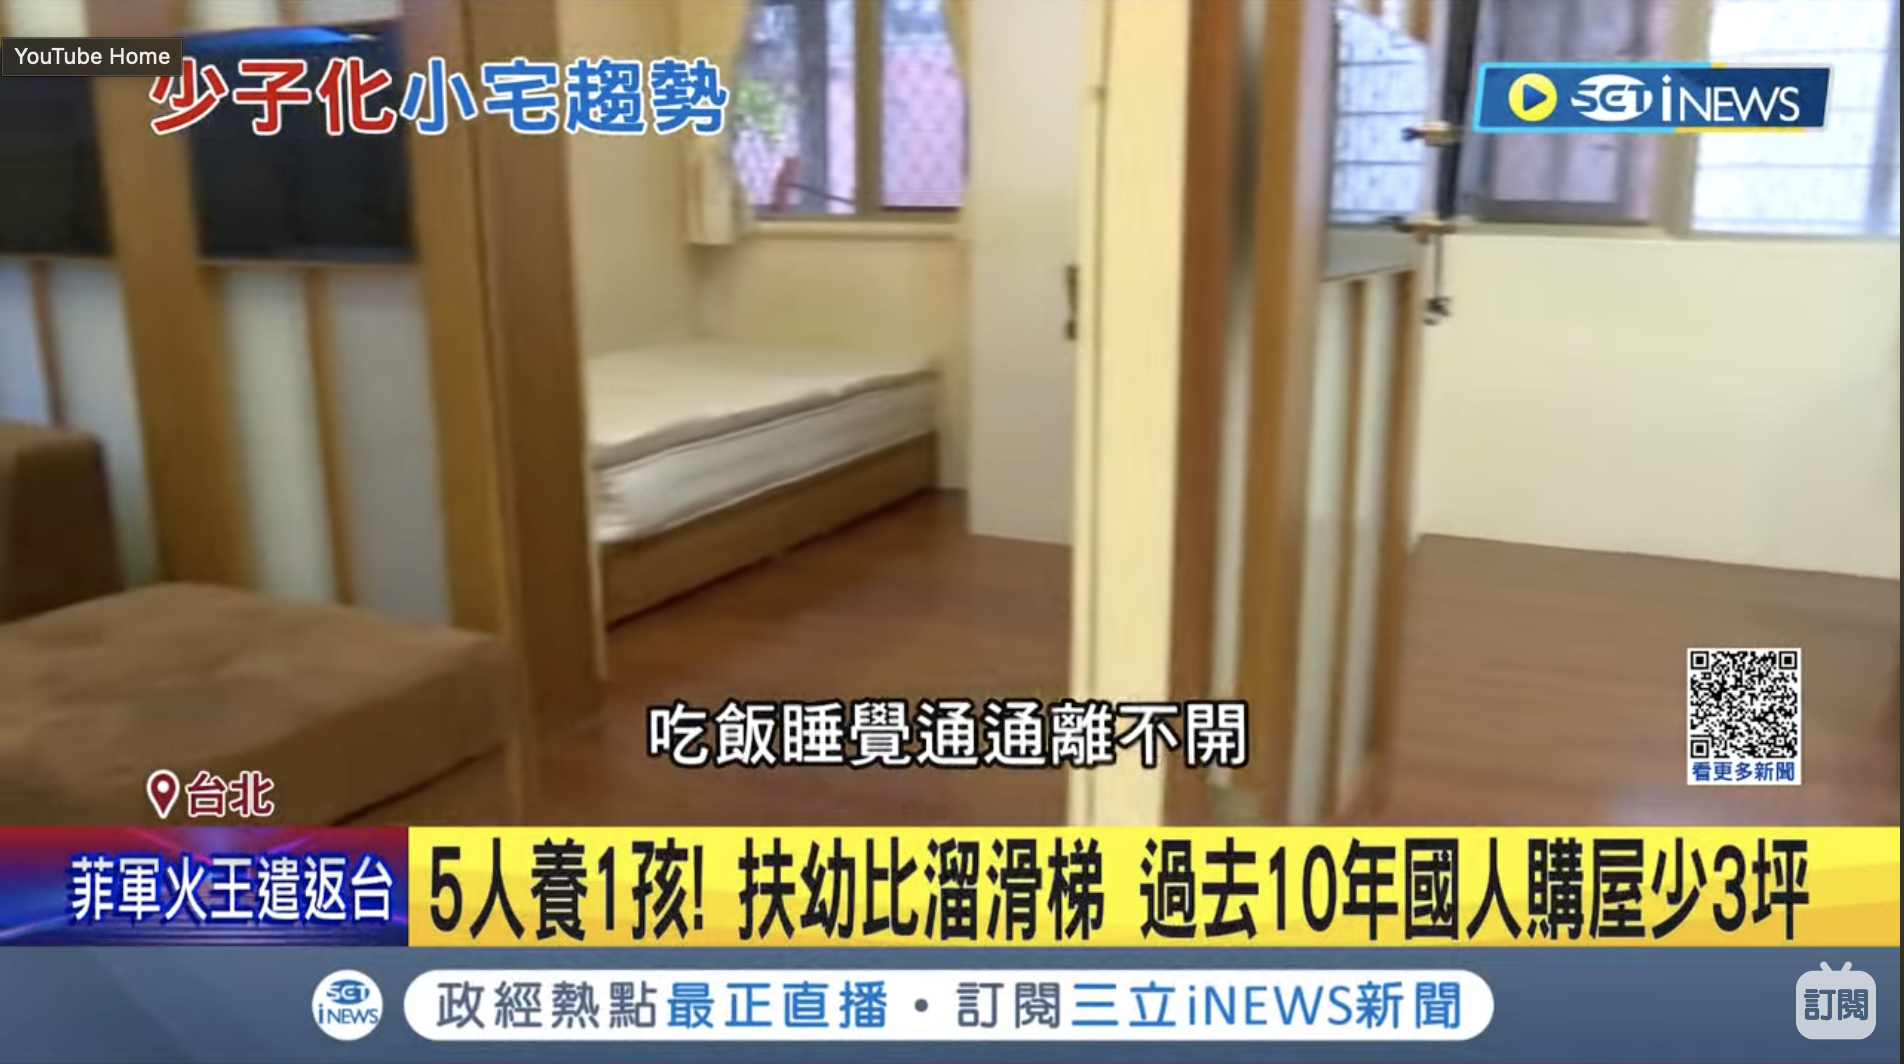 YouTube Home
少子化小宅趨勢
SET iNEWS
吃飯睡覺通通離不開
看更多新聞
台北
菲軍火王遣返台
5人養1孩! 扶幼比溜滑梯 過去10年國人購屋少3坪
SET iNEWS
政經熱點最正直播・訂閱三立iNEWS新聞
訂閱